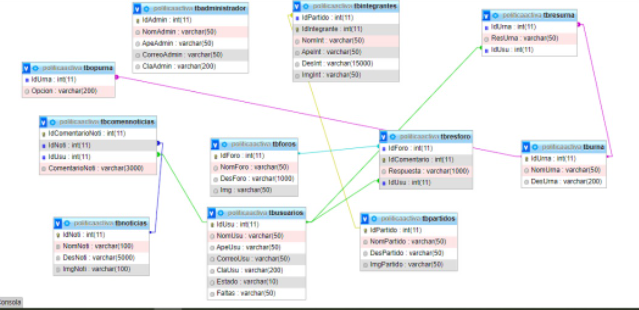 politicaactiva tbadministrador
IdAdmin : int(11)
NomAdmin : varchar(50)
ApeAdmin : varchar(50)
CorreoAdmin : varchar(50)
ClaAdmin : varchar(200)
politicaactiva tbintegrantes
IdPartido : int(11)
IdIntegrante : int(11)
NomInt : varchar(50)
ApeInt : varchar(50)
DesInt : varchar(15000)
ImgInt : varchar(50)
politicaactiva tbresurna
IdUrna : int(11)
ResUrna : varchar(50)
IdUsu : int(11)
politicaactiva tbopurna
IdUrna : int(11)
Opcion : varchar(200)
politicaactiva tbcomennoticias
IdComentarioNoti : int(11)
IdNoti : int(11)
IdUsu : int(11)
ComentarioNoti : varchar(3000)
politicaactiva tbforos
IdForo : int(11)
NomForo : varchar(50)
DesForo : varchar(1000)
Img : varchar(50)
politicaactiva tbresforo
IdForo : int(11)
IdComentario : int(11)
Respuesta : varchar(1000)
IdUsu : int(11)
politicaactiva tburna
IdUrna : int(11)
NomUrna : varchar(50)
DesUrna : varchar(200)
politicaactiva tbnoticias
IdNoti : int(11)
NomNoti : varchar(100)
DesNoti : varchar(5000)
ImgNoti : varchar(100)
politicaactiva tbusuarios
IdUsu : int(11)
NomUsu : varchar(50)
ApeUsu : varchar(50)
CorreoUsu : varchar(50)
ClaUsu : varchar(200)
Estado : varchar(10)
Faltas : varchar(50)
politicaactiva tbpartidos
IdPartido : int(11)
NomPartido : varchar(50)
DesPartido : varchar(50)
ImgPartido : varchar(50)
Consola